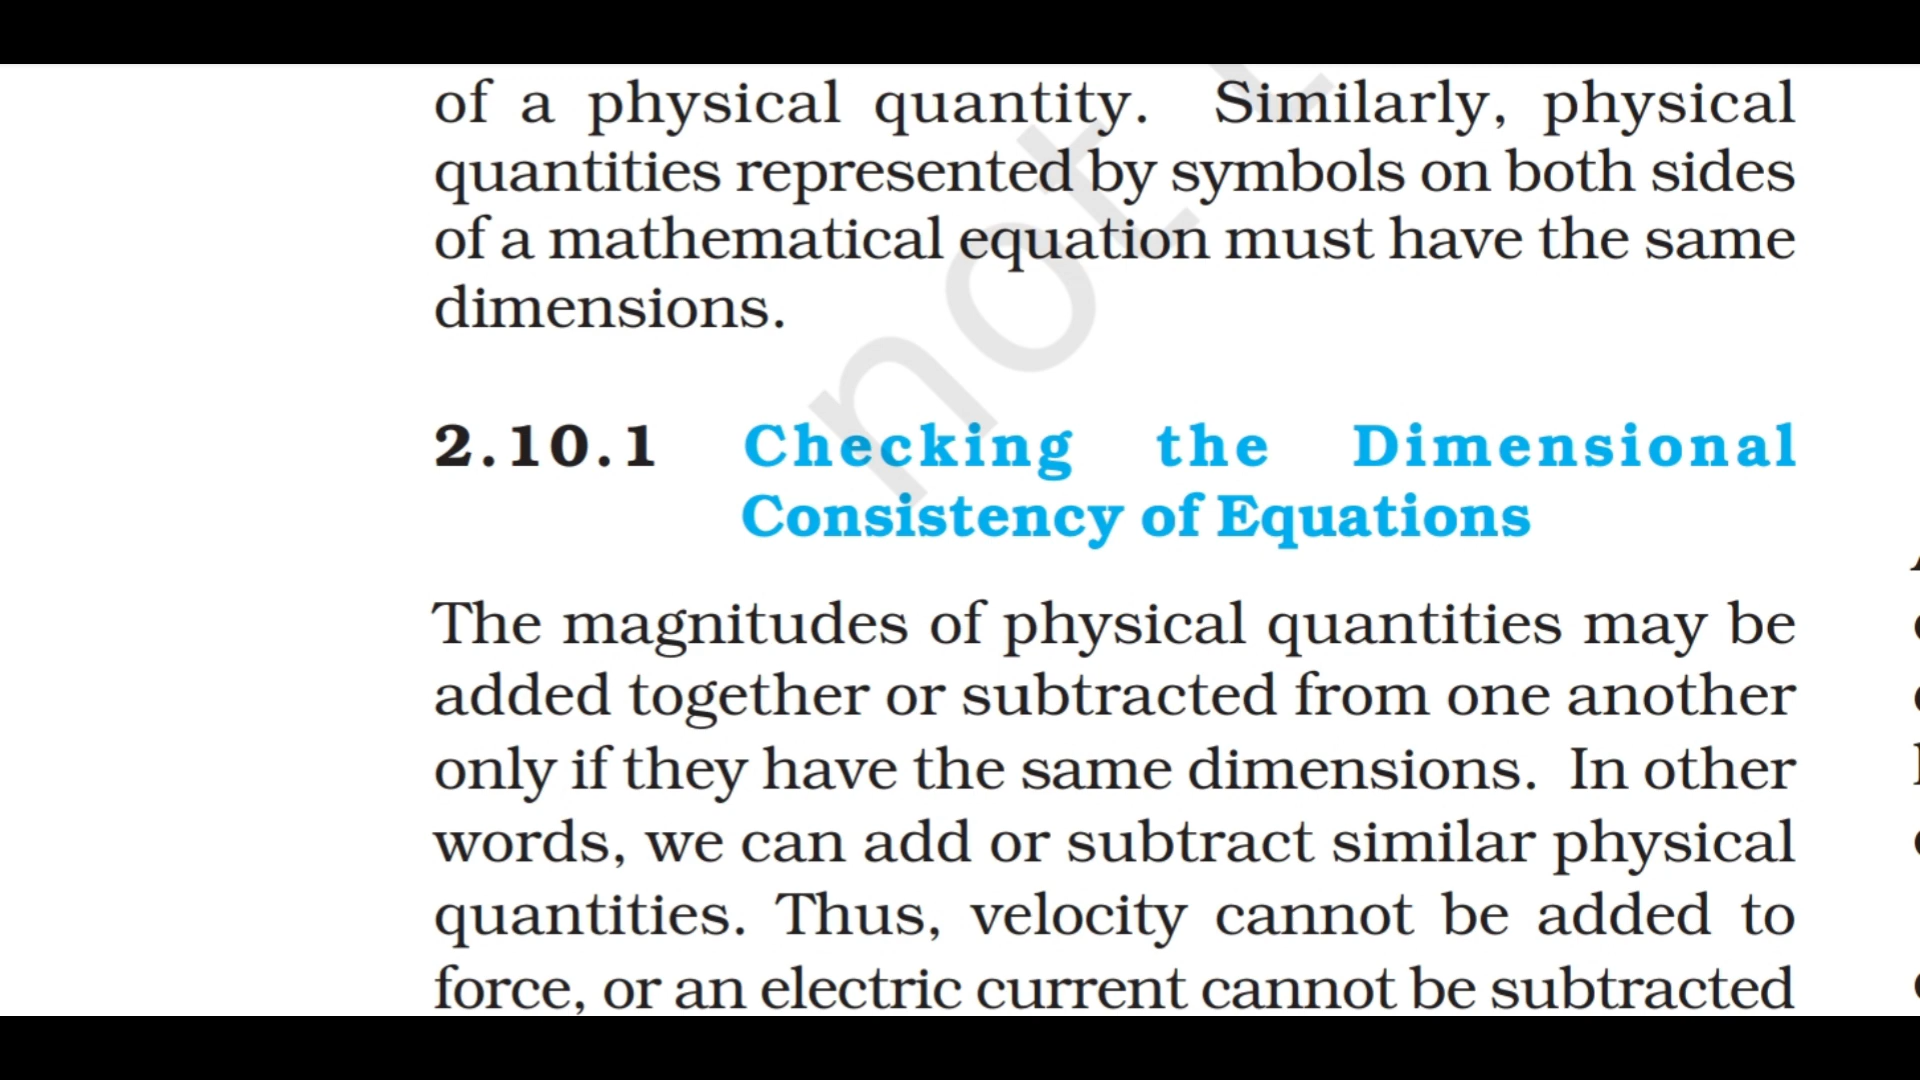 of a physical quantity. Similarly, physical
quantities represented by symbols on both sides
of a mathematical equation must have the same
dimensions.
2.10.1 Checking the Dimensional
Consistency of Equations
The magnitudes of physical quantities may be
added together or subtracted from one another
only if they have the same dimensions. In other
words, we can add or subtract similar physical
quantities. Thus, velocity cannot be added to
force, or an electric current cannot be subtracted
not